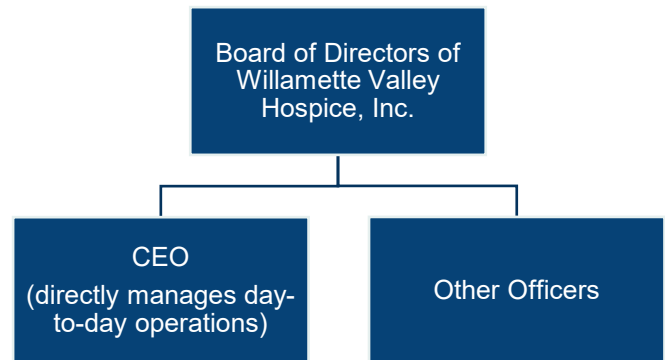 Board of Directors of
Willamette Valley
Hospice, Inc.
CEO
(directly manages day-
to-day operations)
Other Officers